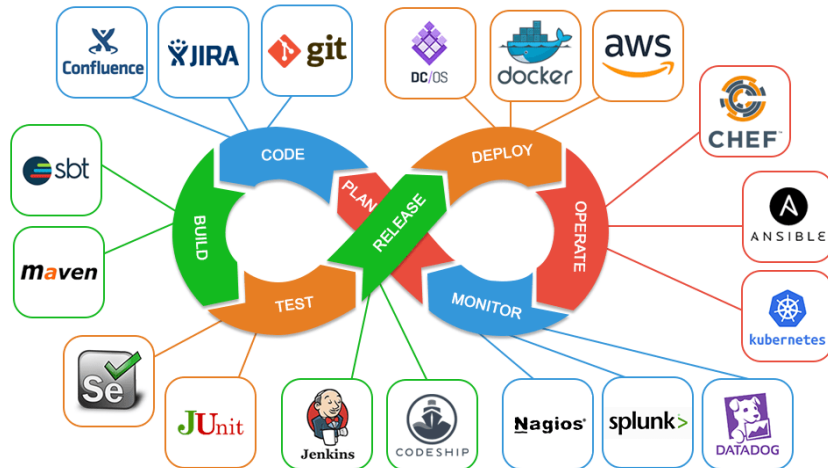 Confluence
JIRA
git
DC/OS
docker
aws
CHEF™
sbt
CODE
DEPLOY
PLAN
BUILD
RELEASE
OPERATE
ANSIBLE
maven
TEST
MONITOR
kubernetes
Se
JUnit
Jenkins
CODESHIP
Nagios®
splunk>
DATADOG